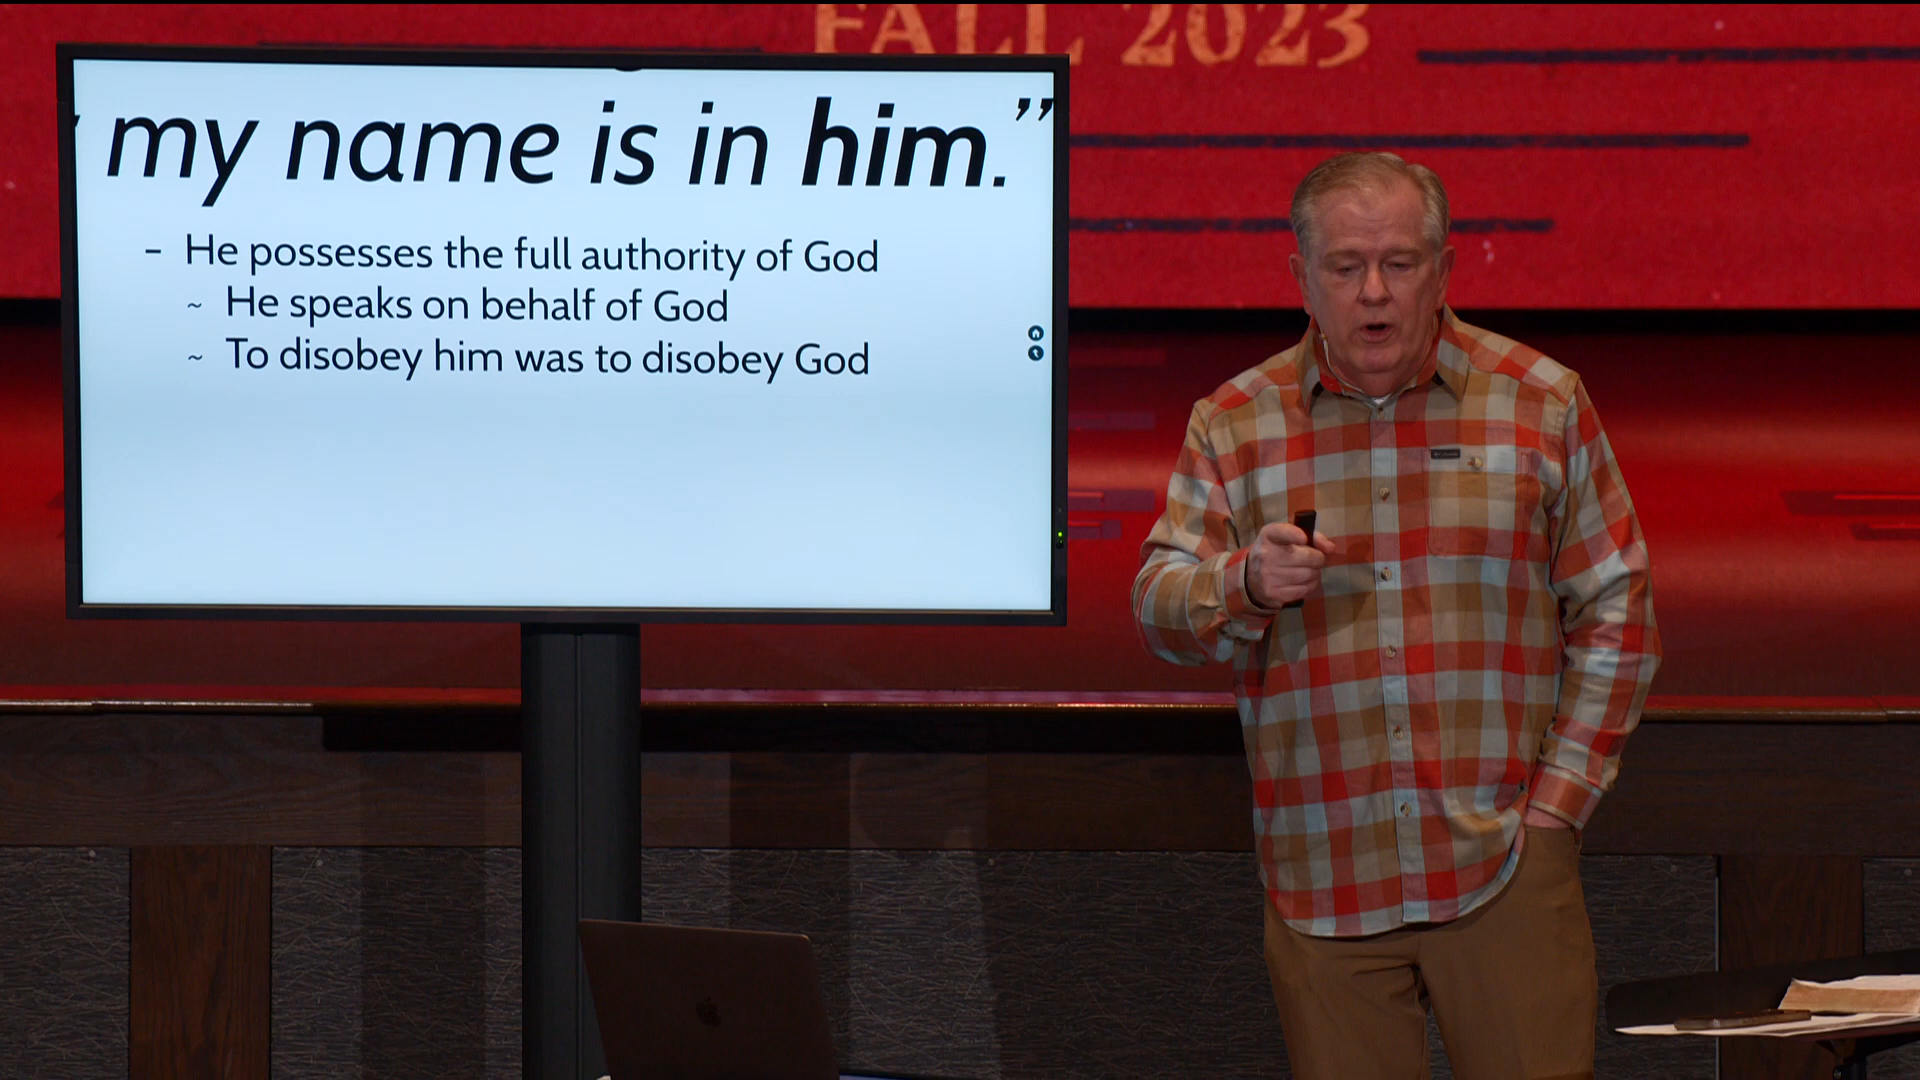 FALL 2023
“my name is in him.”
- He possesses the full authority of God
~ He speaks on behalf of God
~ To disobey him was to disobey God